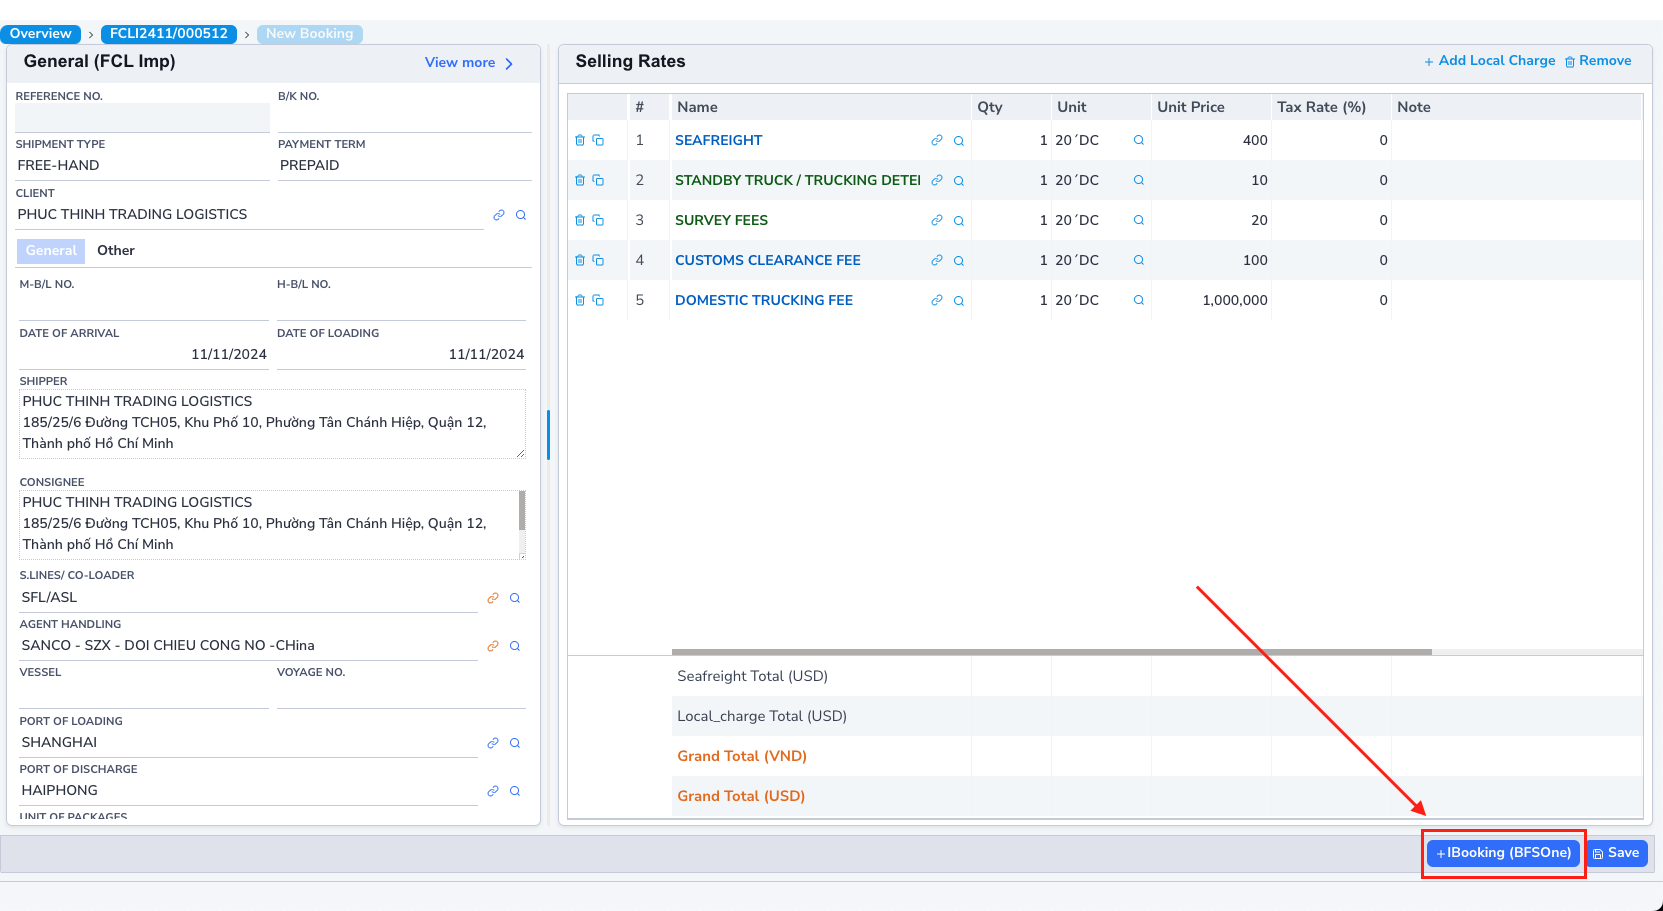 Overview > FCLI2411/000512 > New Booking
General (FCL Imp)
View more
REFERENCE NO.
B/K NO.
SHIPMENT TYPE
PAYMENT TERM
FREE-HAND
PREPAID
CLIENT
PHUC THINH TRADING LOGISTICS
General
Other
M-B/L NO.
H-B/L NO.
DATE OF ARRIVAL
DATE OF LOADING
11/11/2024
11/11/2024
SHIPPER
PHUC THINH TRADING LOGISTICS
185/25/6 Đường TCH05, Khu Phố 10, Phường Tân Chánh Hiệp, Quận 12,
Thành phố Hồ Chí Minh
CONSIGNEE
PHUC THINH TRADING LOGISTICS
185/25/6 Đường TCH05, Khu Phố 10, Phường Tân Chánh Hiệp, Quận 12,
Thành phố Hồ Chí Minh
S.LINES/ CO-LOADER
SFL/ASL
AGENT HANDLING
SANCO - SZX - DOI CHIEU CONG NO -CHina
VESSEL
VOYAGE NO.
PORT OF LOADING
SHANGHAI
PORT OF DISCHARGE
HAIPHONG
UNIT OF PACKAGES
Selling Rates
+ Add Local Charge
Remove
# Name Qty Unit Unit Price Tax Rate (%) Note
1 SEAFREIGHT 1 20´DC 400 0
2 STANDBY TRUCK / TRUCKING DETE 1 20´DC 10 0
3 SURVEY FEES 1 20´DC 20 0
4 CUSTOMS CLEARANCE FEE 1 20´DC 100 0
5 DOMESTIC TRUCKING FEE 1 20´DC 1,000,000 0
Seafreight Total (USD)
Local_charge Total (USD)
Grand Total (VND)
Grand Total (USD)
+IBooking (BFSOne)
Save